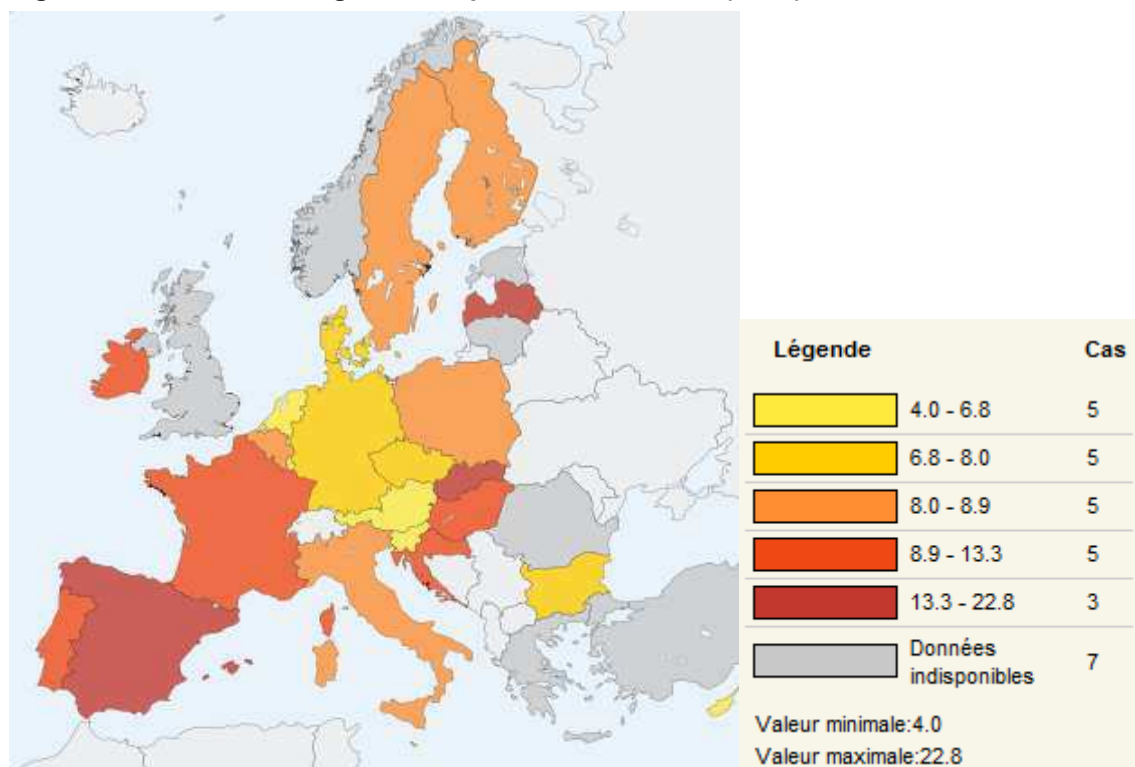 Légende Cas
4.0 - 6.8 5
6.8 - 8.0 5
8.0 - 8.9 5
8.9 - 13.3 5
13.3 - 22.8 3
Données
indisponibles 7
Valeur minimale:4.0
Valeur maximale:22.8